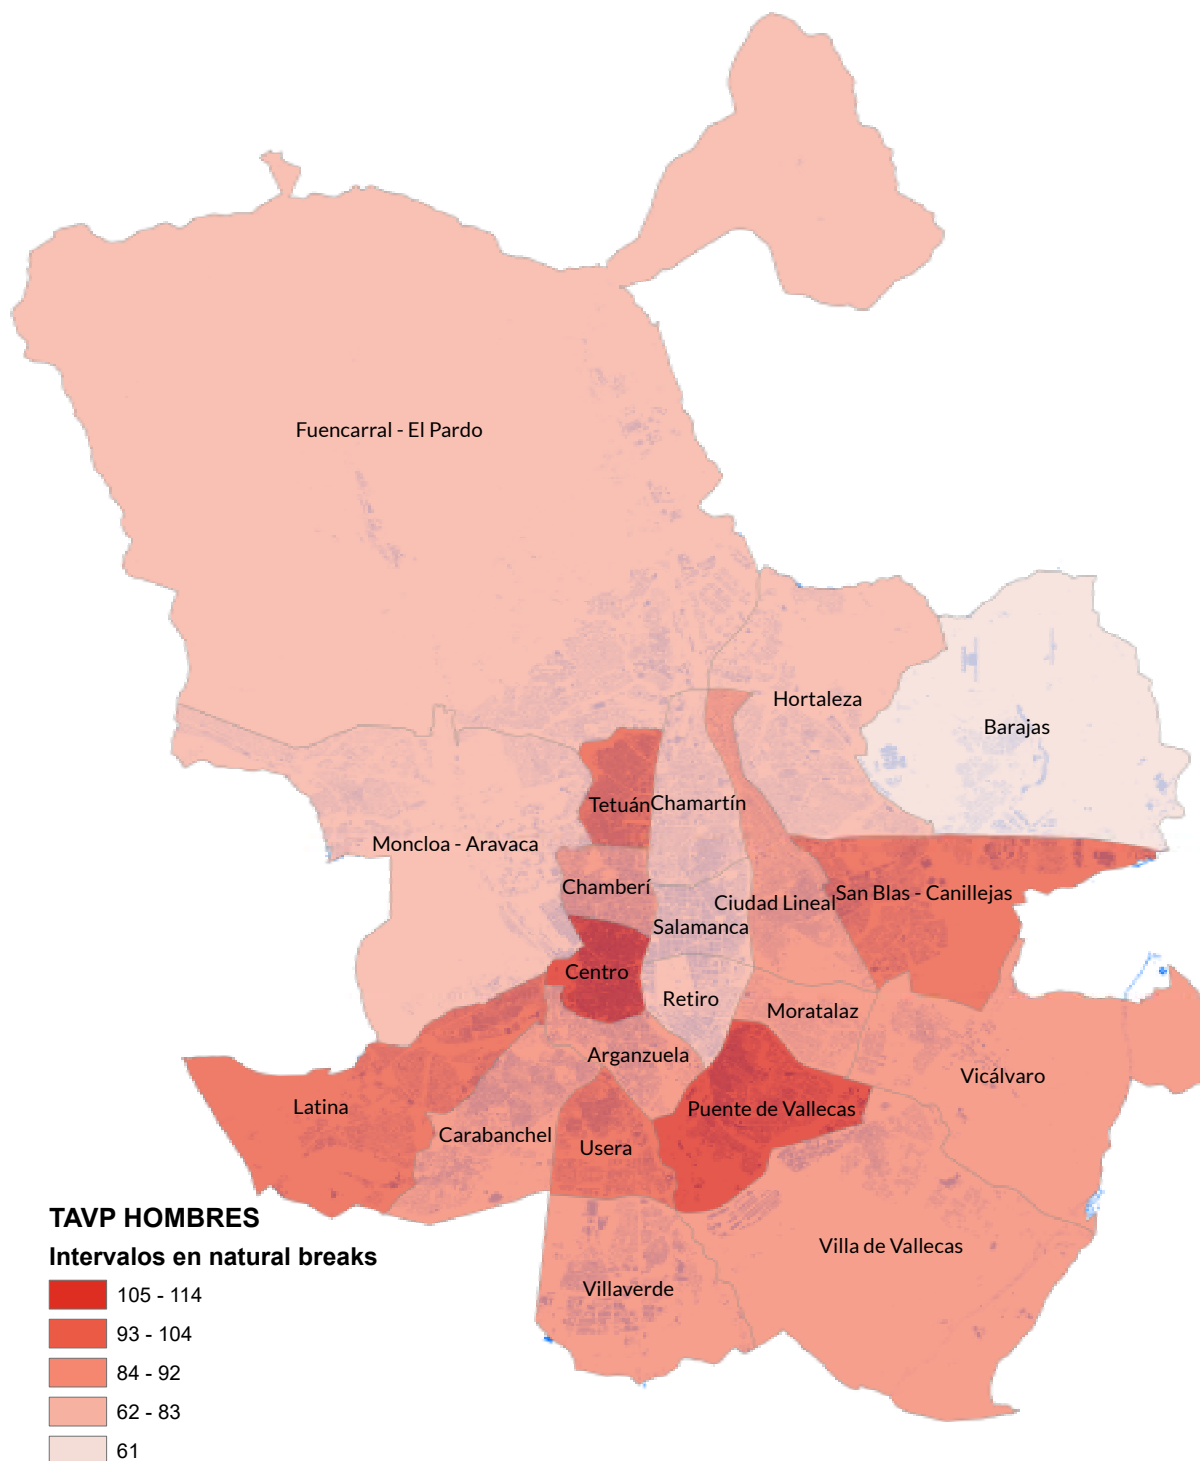 Fuencarral - El Pardo
Hortaleza
Barajas
Tetuán
Chamartín
Moncloa - Aravaca
Chamberí
San Blas - Canillejas
Ciudad Lineal
Salamanca
Centro
Retiro
Moratalaz
Arganzuela
Vicálvaro
Latina
Puente de Vallecas
Carabanchel
Usera
TAVP HOMBRES
Villa de Vallecas
Intervalos en natural breaks
Villaverde
105 - 114
93 - 104
84 - 92
62 - 83
61